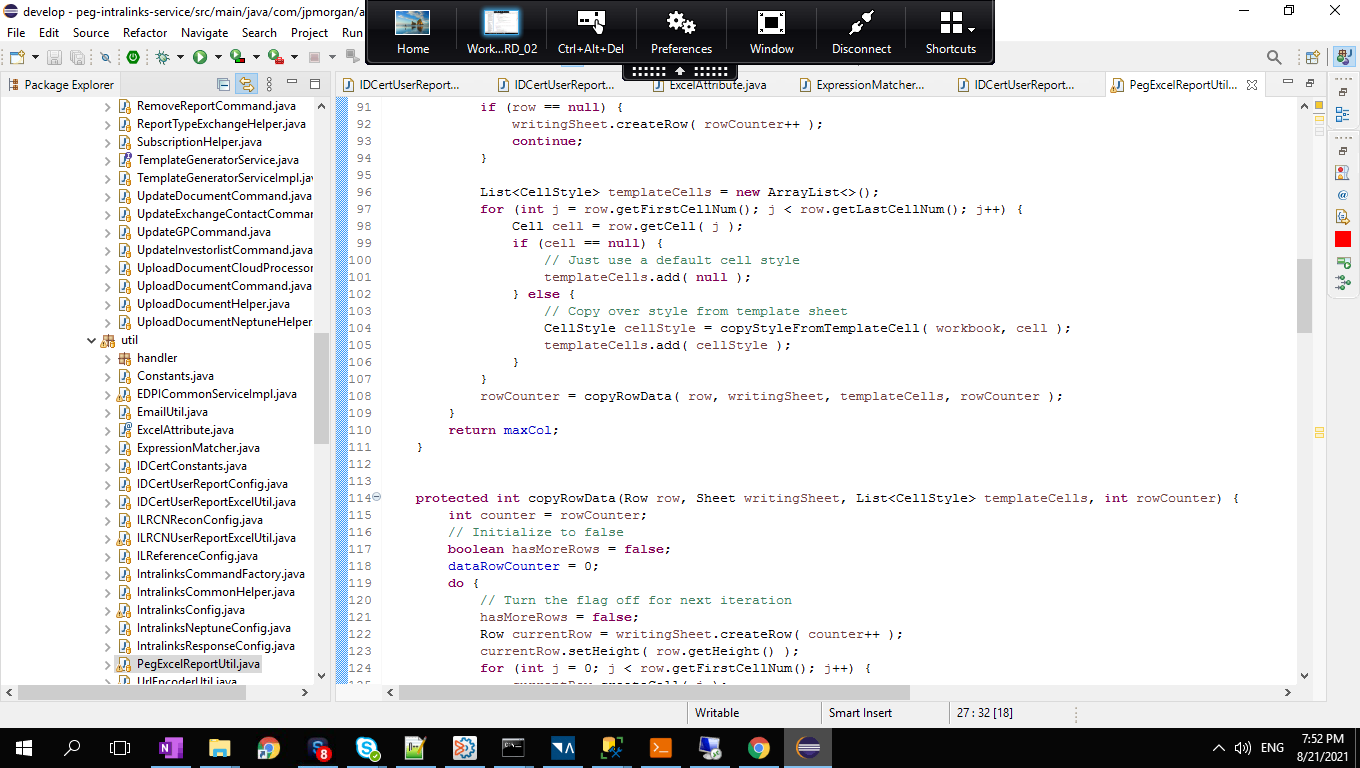 develop - peg-intralinks-service/src/main/java/com/jpmorgan/a
File Edit Source Refactor Navigate Search Project Run
Home Work...RD_02 Ctrl+Alt+Del Preferences Window Disconnect Shortcuts
Package Explorer
RemoveReportCommand.java
ReportTypeExchangeHelper.java
SubscriptionHelper.java
TemplateGeneratorService.java
TemplateGeneratorServiceImpl.jav
UpdateDocumentCommand.java
UpdateExchangeContactCommar
UpdateGPCommand.java
UpdateInvestorlistCommand.java
UploadDocumentCloudProcessor
UploadDocumentCommand.java
UploadDocumentHelper.java
UploadDocumentNeptuneHelper
util
handler
Constants.java
EDPICommonServiceImpl.java
EmailUtil.java
ExcelAttribute.java
ExpressionMatcher.java
IDCertConstants.java
IDCertUserReportConfig.java
IDCertUserReportExcelUtil.java
ILRCNReconConfig.java
ILRCNUserReportExcelUtil.java
ILReferenceConfig.java
IntralinksCommandFactory.java
IntralinksCommonHelper.java
IntralinksConfig.java
IntralinksNeptuneConfig.java
IntralinksResponseConfig.java
PegExcelReportUtil.java
UrlEncoderUtil.java
IDCertUserReport... IDCertUserReport... ExcelAttribute.java ExpressionMatcher... IDCertUserReport... PegExcelReportUtil...
91 if (row == null) {
92 writingSheet.createRow( rowCounter++ );
93 continue;
94 }
95
96 List<CellStyle> templateCells = new ArrayList<>();
97 for (int j = row.getFirstCellNum(); j < row.getLastCellNum(); j++) {
98 Cell cell = row.getCell( j );
99 if (cell == null) {
100 // Just use a default cell style
101 templateCells.add( null );
102 } else {
103 // Copy over style from template sheet
104 CellStyle cellStyle = copyStyleFromTemplateCell( workbook, cell );
105 templateCells.add( cellStyle );
106 }
107 }
108 rowCounter = copyRowData( row, writingSheet, templateCells, rowCounter );
109 }
110 return maxCol;
111 }
112
113
114 protected int copyRowData(Row row, Sheet writingSheet, List<CellStyle> templateCells, int rowCounter) {
115 int counter = rowCounter;
116 // Initialize to false
117 boolean hasMoreRows = false;
118 dataRowCounter = 0;
119 do {
120 // Turn the flag off for next iteration
121 hasMoreRows = false;
122 Row currentRow = writingSheet.createRow( counter++ );
123 currentRow.setHeight( row.getHeight() );
124 for (int j = 0; j < row.getFirstCellNum(); j++) {
125 currentRow.createCell( j );
Writable Smart Insert 27 : 32 [18]
8
ENG
7:52 PM
8/21/2021